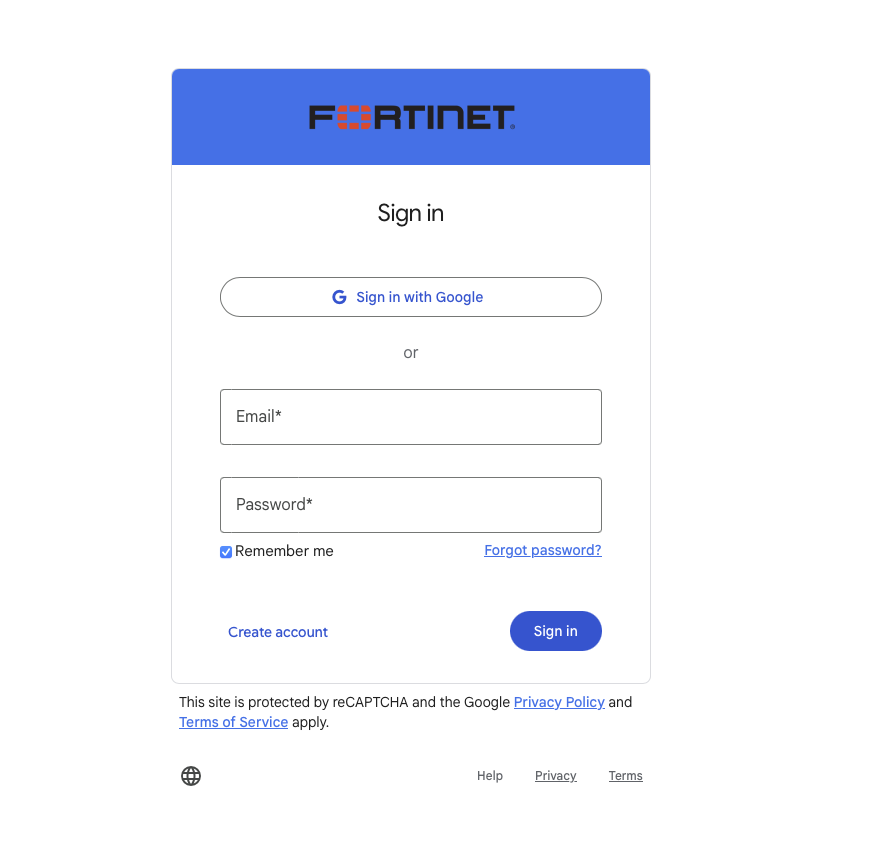 FORTINET®
Sign in
G Sign in with Google
or
Email*
Password*
Remember me
Forgot password?
Create account
Sign in
This site is protected by reCAPTCHA and the Google Privacy Policy and
Terms of Service apply.
Help
Privacy
Terms